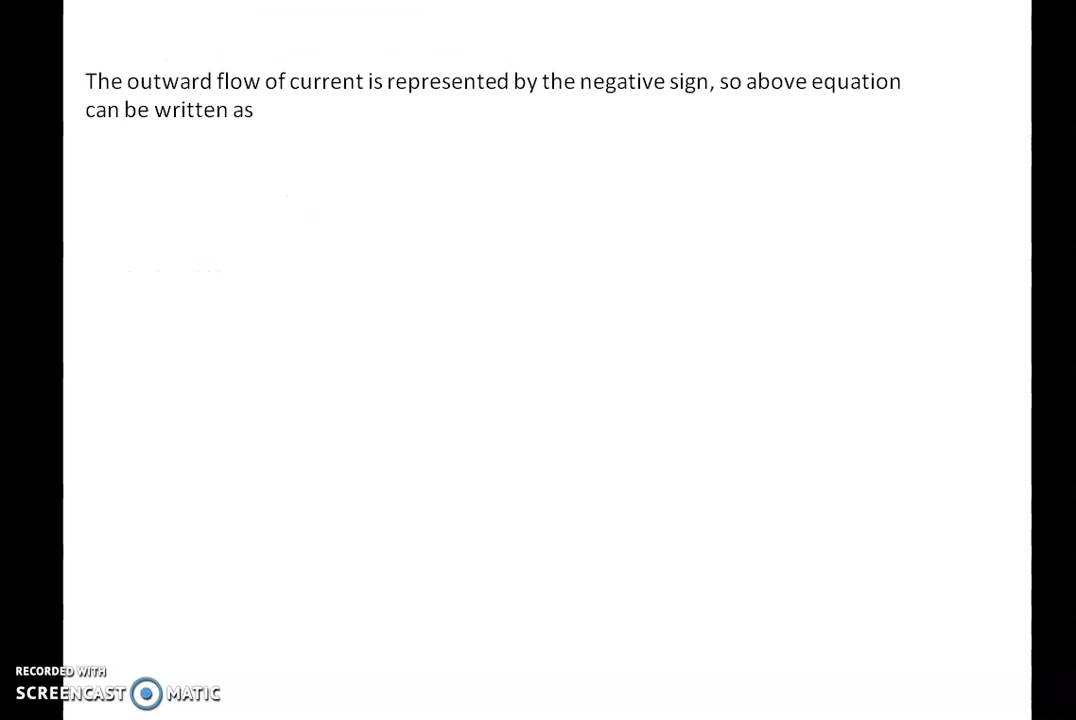 The outward flow of current is represented by the negative sign, so above equation
can be written as
RECORDED WITH
SCREENCAST MATIC